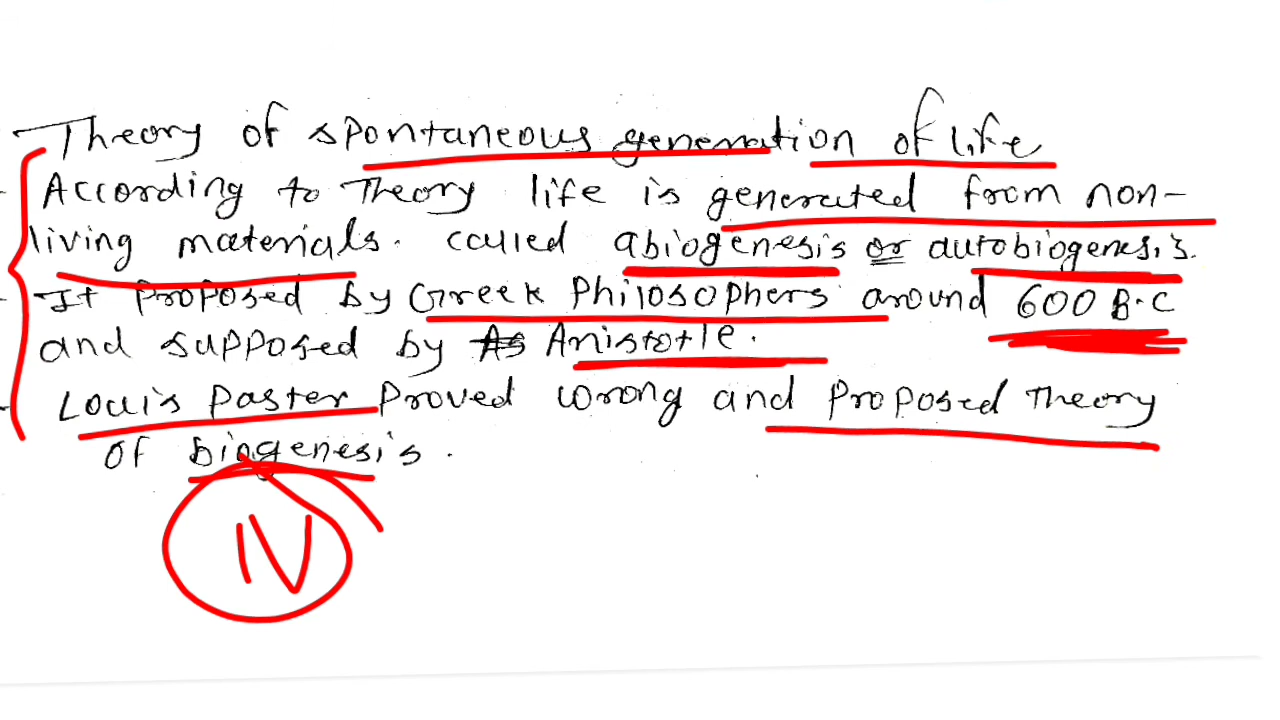 Theory of spontaneous generation of life
- According to Theory life is generated from non-
living materials. called abiogenesis or autobiogenesis.
- It proposed by Greek Philosophers around 600 B.C
and supposed by As Aristotle.
- Louis Paster Proved wrong and Proposed Theory
of biogenesis.
IV